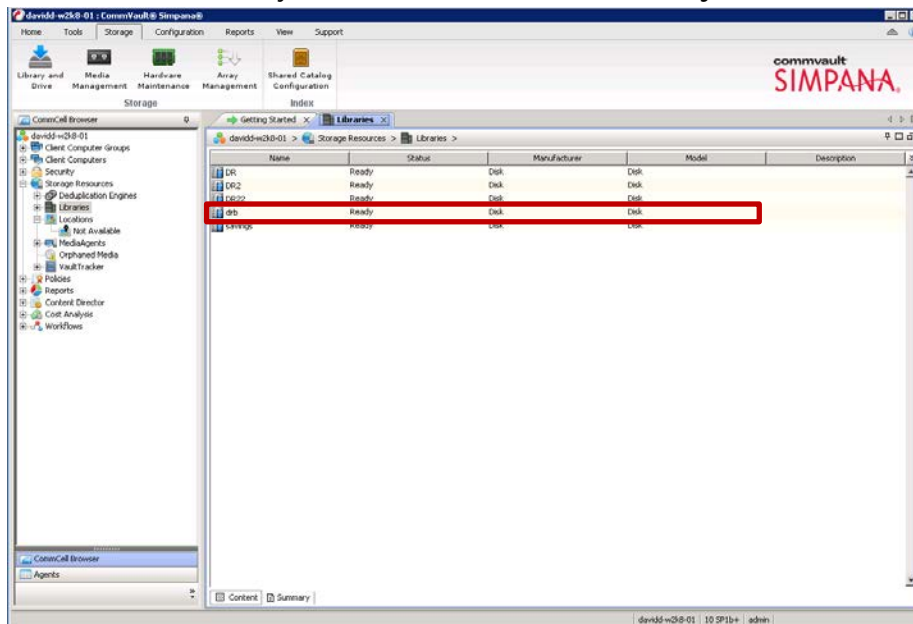 davidd-w2k8-01 : CommVault® Simpana®
Home Tools Storage Configuration Reports View Support
Library and Drive
Media Management
Hardware Maintenance
Array Management
Shared Catalog Configuration
Storage
Index
commvault
SIMPANA
CommCell Browser
Getting Started
Libraries
davidd-w2k8-01 > Storage Resources > Libraries >
davidd-w2k8-01
Client Computer Groups
Client Computers
Security
Storage Resources
Deduplication Engines
Libraries
Locations
Not Available
MediaAgents
Orphaned Media
VaultTracker
Policies
Reports
Content Director
Cost Analysis
Workflows
Name Status Manufacturer Model Description
DR Ready Disk Disk
DR2 Ready Disk Disk
DR22 Ready Disk Disk
drb Ready Disk Disk
savings Ready Disk Disk
CommCell Browser
Agents
Content Summary
davidd-w2k8-01 10 SP1b+ admin